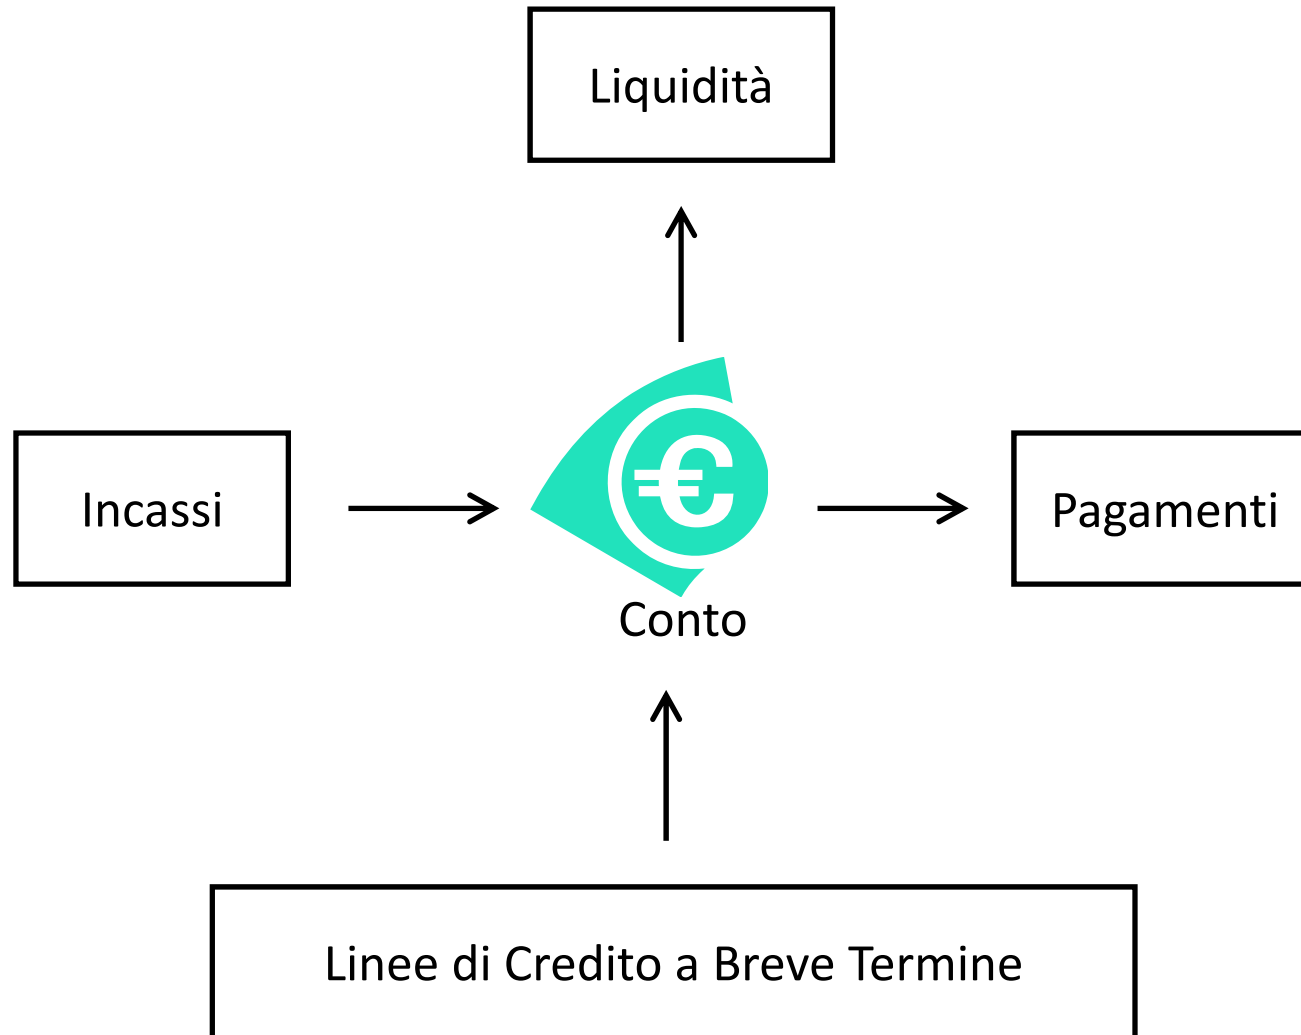 Liquidità
Incassi
€
Pagamenti
Conto
Linee di Credito a Breve Termine